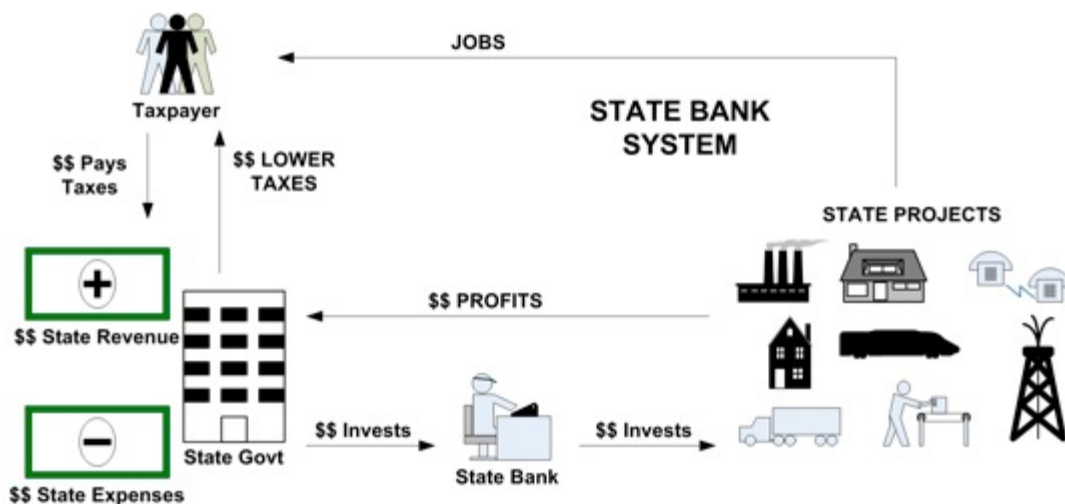 JOBS
Taxpayer
STATE BANK
SYSTEM
$$ Pays
Taxes
$$ LOWER
TAXES
STATE PROJECTS
+
$$ PROFITS
$$ State Revenue
−
$$ Invests
$$ Invests
State Govt
State Bank
$$ State Expenses